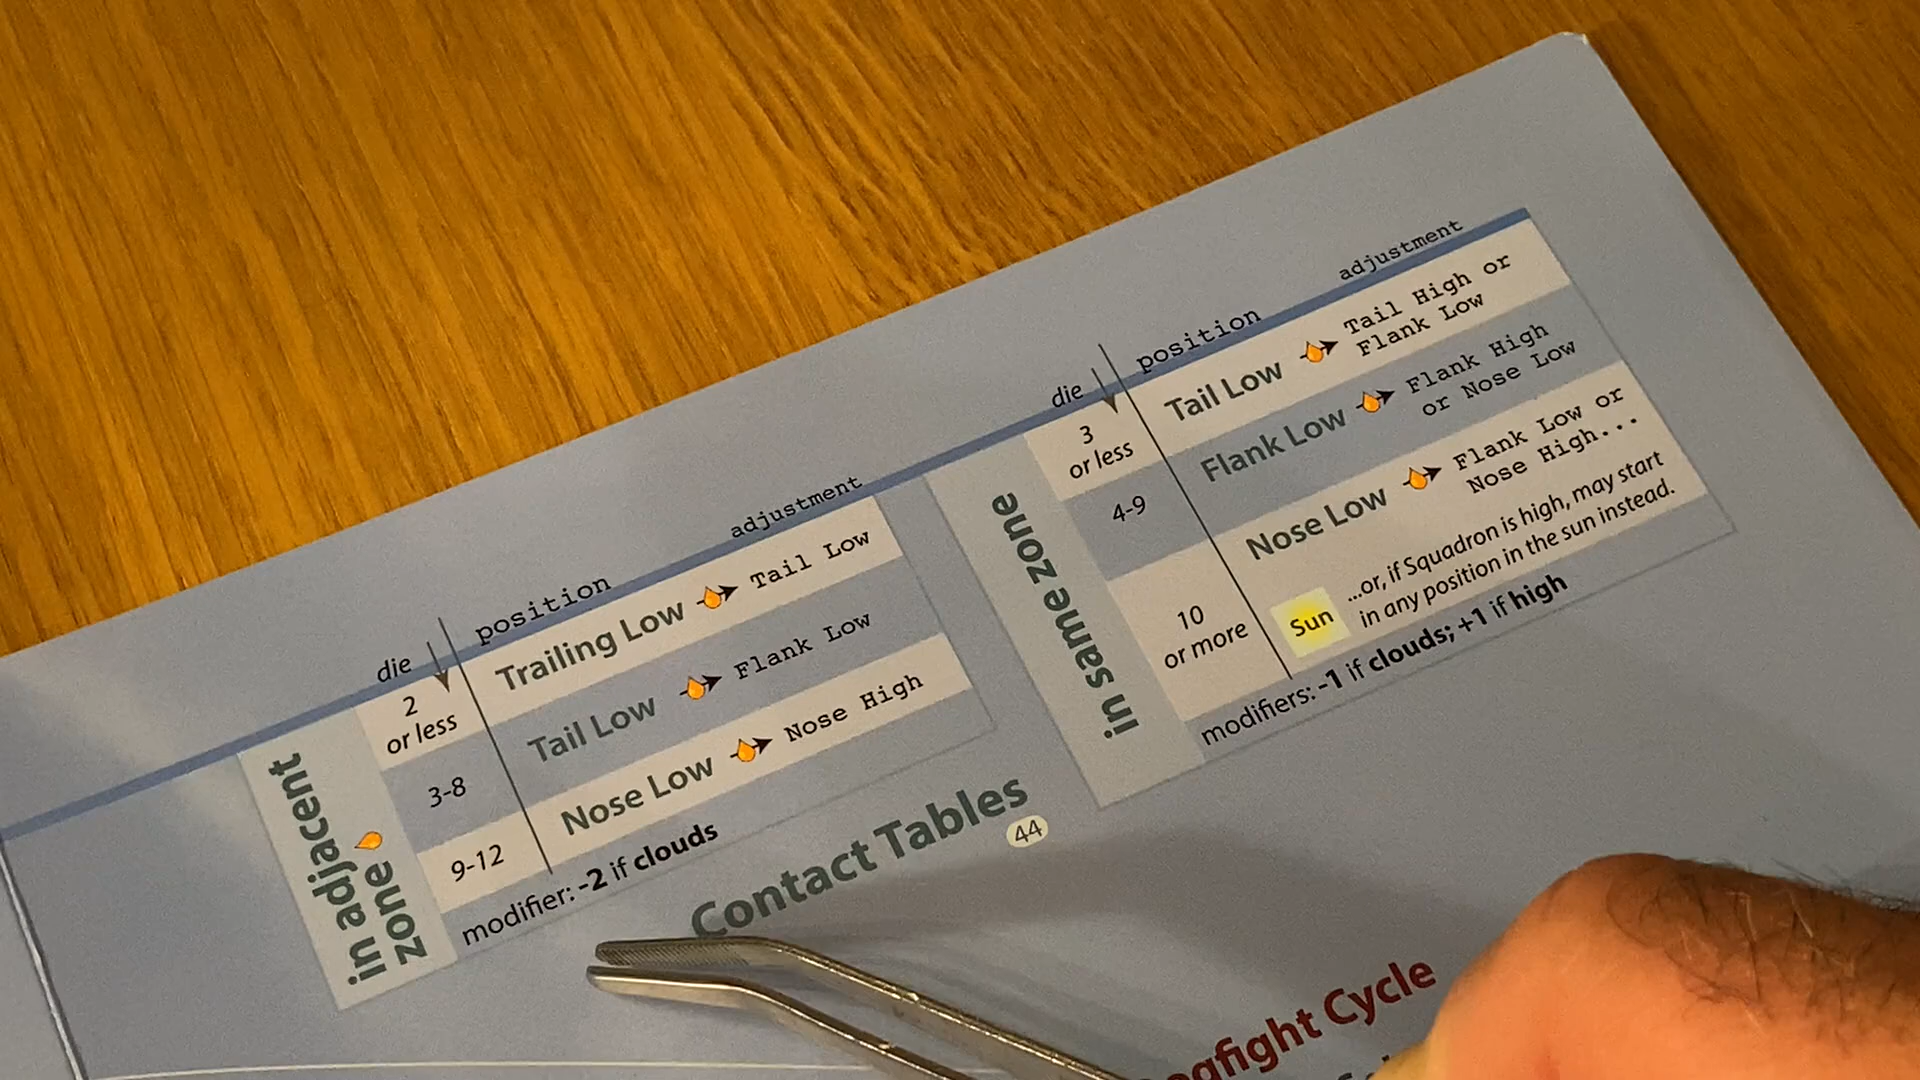 die
position
adjustment
in adjacent
zone
2
or less
Trailing Low
Tail Low
3-8
Tail Low
Flank Low
9-12
Nose Low
Nose High
modifier: -2 if clouds
die
position
adjustment
in same zone
3
or less
Tail Low
Tail High or
Flank Low
4-9
Flank Low
Flank High
or Nose Low
10
or more
Nose Low
Flank Low or
Nose High...
Sun
...or, if Squadron is high, may start
in any position in the sun instead.
modifiers: -1 if clouds; +1 if high
Contact Tables
44
ogfight Cycle